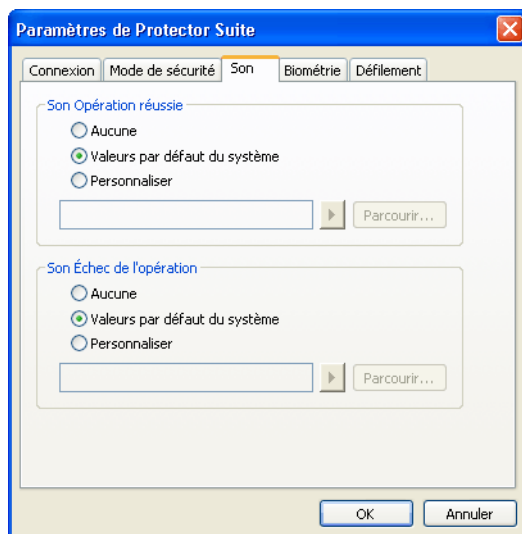 Paramètres de Protector Suite
Connexion Mode de sécurité Son Biométrie Défilement
Son Opération réussie
Aucune
Valeurs par défaut du système
Personnaliser
Parcourir...
Son Échec de l'opération
Aucune
Valeurs par défaut du système
Personnaliser
Parcourir...
OK Annuler